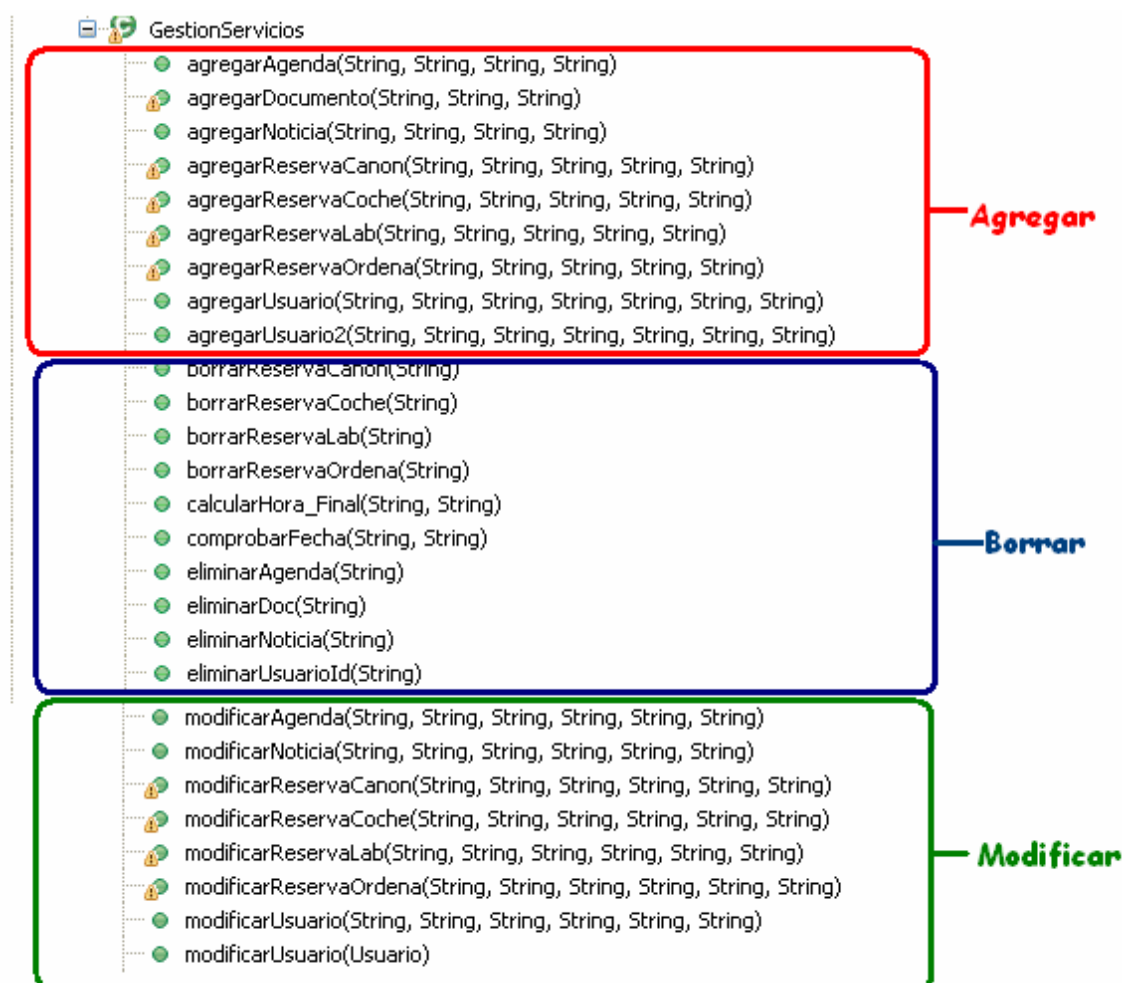 GestionServicios
agregarAgenda(String, String, String, String)
agregarDocumento(String, String, String)
agregarNoticia(String, String, String, String)
agregarReservaCanon(String, String, String, String, String)
agregarReservaCoche(String, String, String, String, String)
agregarReservaLab(String, String, String, String, String)
agregarReservaOrdena(String, String, String, String, String)
agregarUsuario(String, String, String, String, String, String, String)
agregarUsuario2(String, String, String, String, String, String, String)
Agregar
borrarReservaCanon(String)
borrarReservaCoche(String)
borrarReservaLab(String)
borrarReservaOrdena(String)
calcularHora_Final(String, String)
comprobarFecha(String, String)
eliminarAgenda(String)
eliminarDoc(String)
eliminarNoticia(String)
eliminarUsuarioId(String)
Borrar
modificarAgenda(String, String, String, String, String, String)
modificarNoticia(String, String, String, String, String, String)
modificarReservaCanon(String, String, String, String, String, String)
modificarReservaCoche(String, String, String, String, String, String)
modificarReservaLab(String, String, String, String, String, String)
modificarReservaOrdena(String, String, String, String, String, String)
modificarUsuario(String, String, String, String, String, String)
modificarUsuario(Usuario)
Modificar